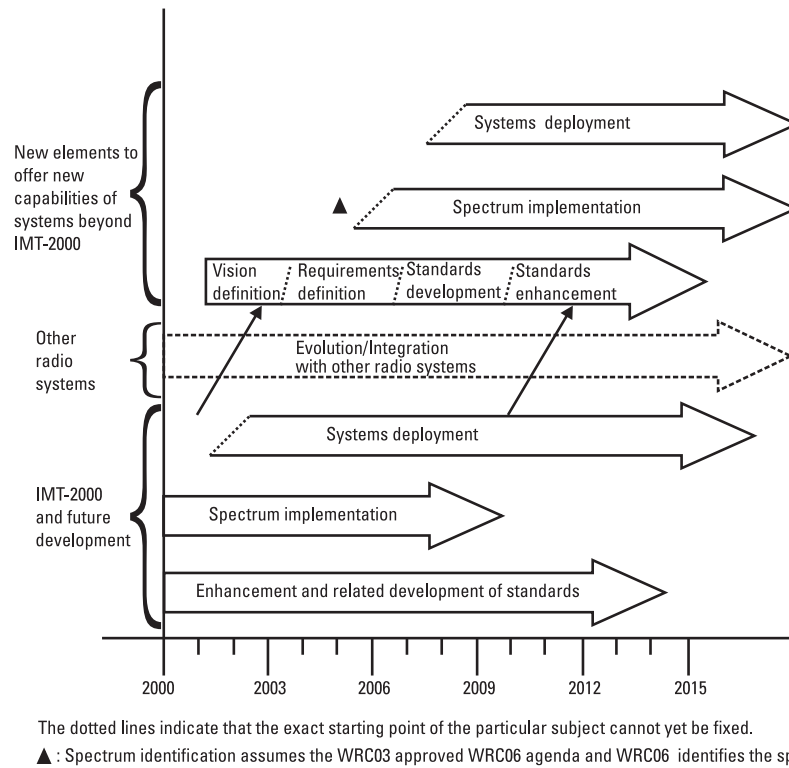 Systems deployment
New elements to
offer new
capabilities of
systems beyond
IMT-2000
Spectrum implementation
Vision
definition
Requirements
definition
Standards
development
Standards
enhancement
Other
radio
systems
Evolution/Integration
with other radio systems
Systems deployment
IMT-2000
and future
development
Spectrum implementation
Enhancement and related development of standards
2000 2003 2006 2009 2012 2015
The dotted lines indicate that the exact starting point of the particular subject cannot yet be fixed.
▲ : Spectrum identification assumes the WRC03 approved WRC06 agenda and WRC06 identifies the